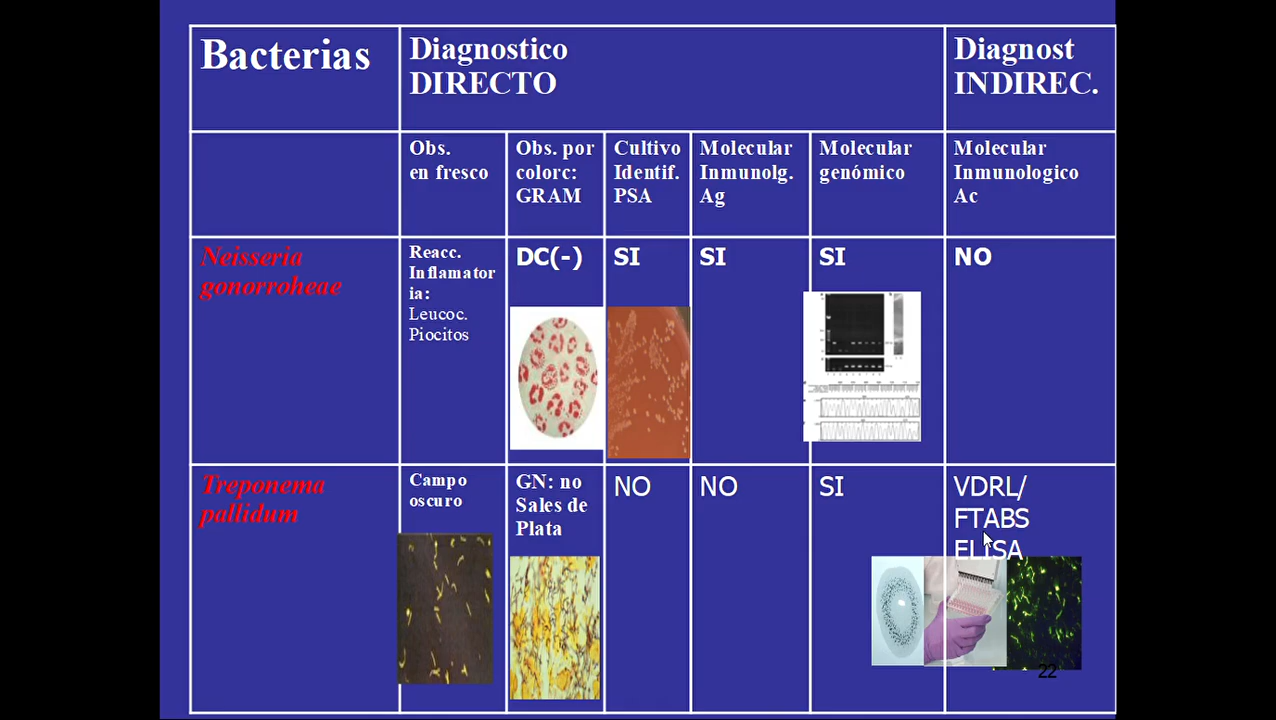 Bacterias
Diagnostico
DIRECTO
Diagnost
INDIREC.
Obs.
en fresco
Obs. por
colorc:
GRAM
Cultivo
Identif.
PSA
Molecular
Inmunolg.
Ag
Molecular
genómico
Molecular
Inmunologico
Ac
Neisseria
gonorroheae
Reacc.
Inflamator
ia:
Leucoc.
Piocitos
DC(-)
SI
SI
SI
NO
Treponema
pallidum
Campo
oscuro
GN: no
Sales de
Plata
NO
NO
SI
VDRL/
FTABS
ELISA
22